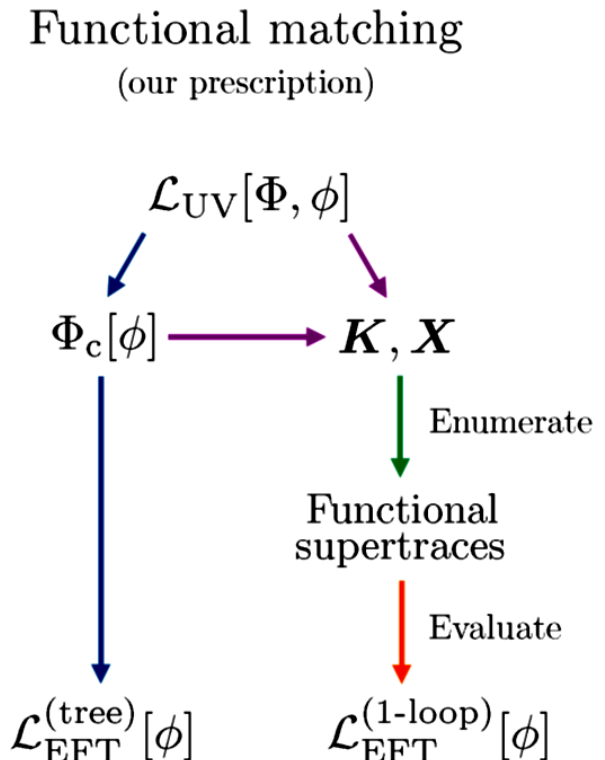 Functional matching
(our prescription)
ℒ_UV[Φ, ϕ]
Φ_c[ϕ]
K, X
Enumerate
Functional
supertraces
Evaluate
ℒ_EFT^(tree)[ϕ]
ℒ_EFT^(1-loop)[ϕ]